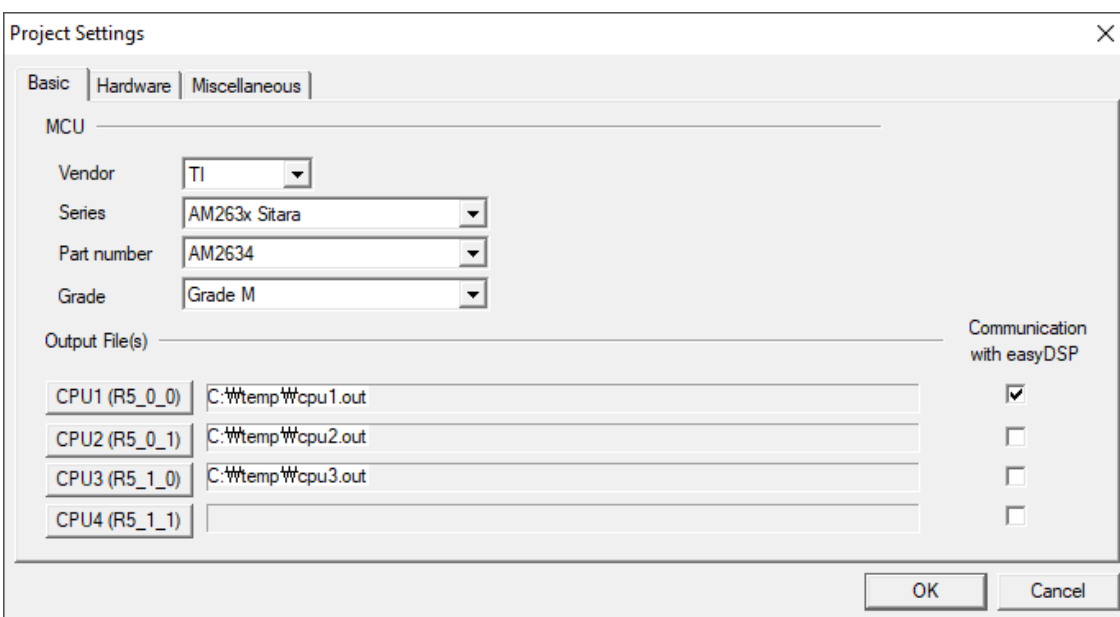 Project Settings
Basic Hardware Miscellaneous
MCU
Vendor TI
Series AM263x Sitara
Part number AM2634
Grade Grade M
Output File(s)
Communication
with easyDSP
CPU1 (R5_0_0) C:₩temp₩cpu1.out
CPU2 (R5_0_1) C:₩temp₩cpu2.out
CPU3 (R5_1_0) C:₩temp₩cpu3.out
CPU4 (R5_1_1)
OK Cancel